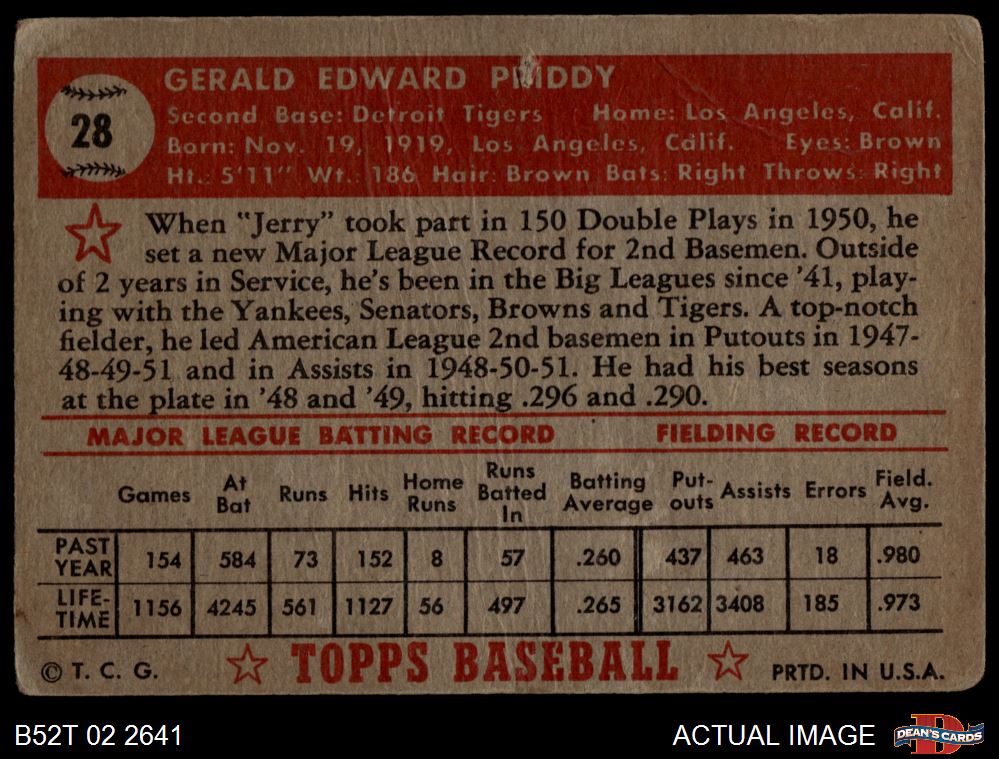 GERALD EDWARD PRIDDY
28
Second Base: Detroit Tigers Home: Los Angeles, Calif.
Born: Nov. 19, 1919, Los Angeles, Calif. Eyes: Brown
Ht.: 5'11" Wt.: 186 Hair: Brown Bats: Right Throws: Right
When "Jerry" took part in 150 Double Plays in 1950, he
set a new Major League Record for 2nd Basemen. Outside
of 2 years in Service, he's been in the Big Leagues since '41, play-
ing with the Yankees, Senators, Browns and Tigers. A top-notch
fielder, he led American League 2nd basemen in Putouts in 1947-
48-49-51 and in Assists in 1948-50-51. He had his best seasons
at the plate in '48 and '49, hitting .296 and .290.
MAJOR LEAGUE BATTING RECORD FIELDING RECORD
Games At Bat Runs Hits Home Runs Runs Batted In Batting Average Put-outs Assists Errors Field. Avg.
PAST YEAR 154 584 73 152 8 57 .260 437 463 18 .980
LIFE-TIME 1156 4245 561 1127 56 497 .265 3162 3408 185 .973
© T. C. G. TOPPS BASEBALL PRTD. IN U.S.A.
B52T 02 2641 ACTUAL IMAGE DEAN'S CARDS